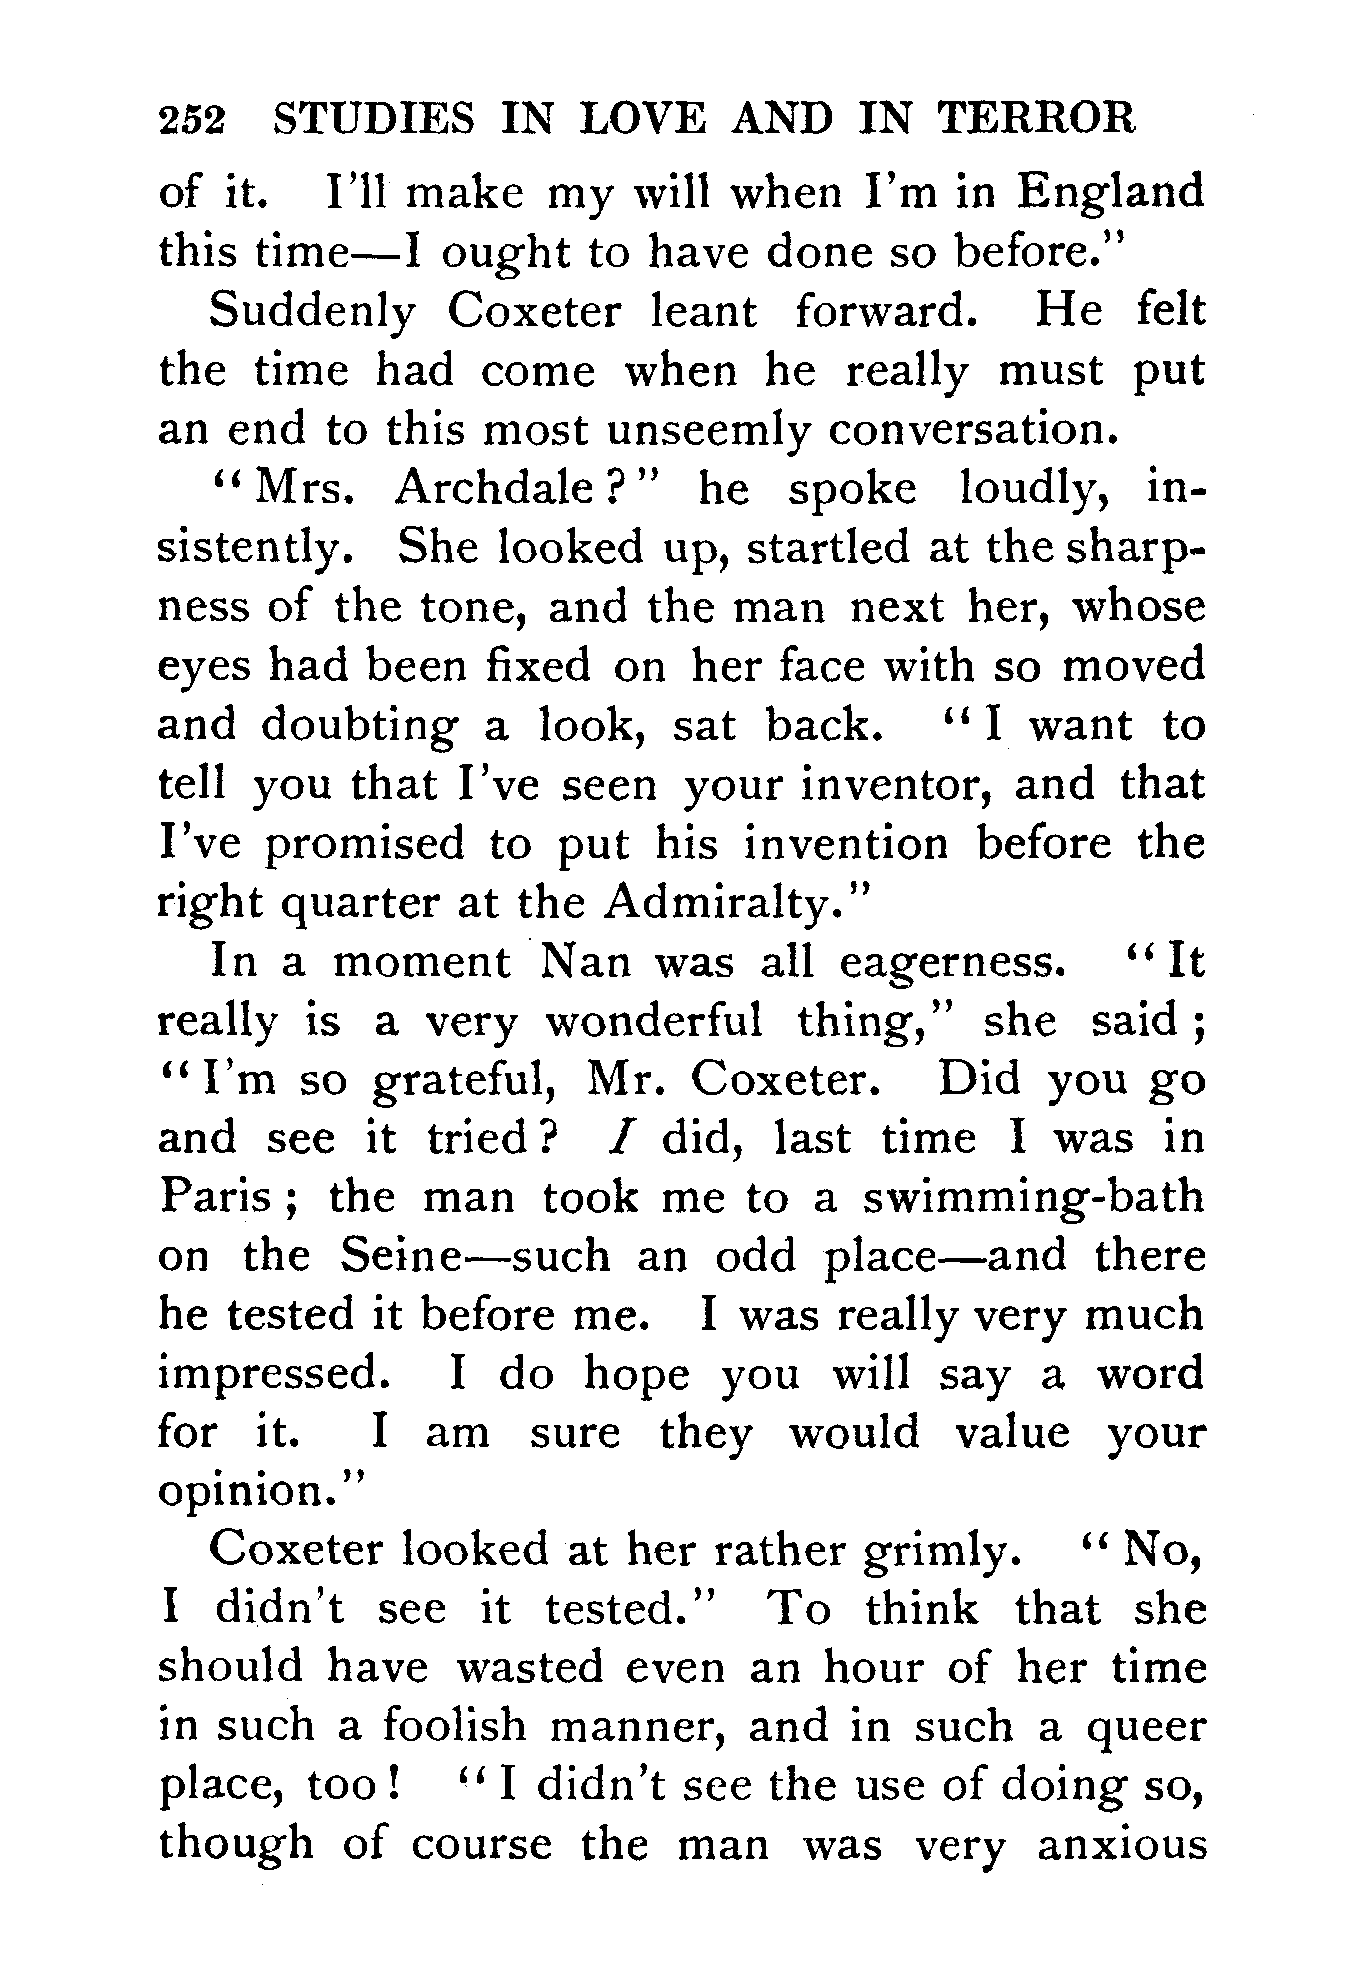 252 STUDIES IN LOVE AND IN TERROR
of it. I'll make my will when I'm in England
this time—I ought to have done so before."
Suddenly Coxeter leant forward. He felt
the time had come when he really must put
an end to this most unseemly conversation.
"Mrs. Archdale?" he spoke loudly, in-
sistently. She looked up, startled at the sharp-
ness of the tone, and the man next her, whose
eyes had been fixed on her face with so moved
and doubting a look, sat back. "I want to
tell you that I've seen your inventor, and that
I've promised to put his invention before the
right quarter at the Admiralty."
In a moment Nan was all eagerness. "It
really is a very wonderful thing," she said;
"I'm so grateful, Mr. Coxeter. Did you go
and see it tried? I did, last time I was in
Paris; the man took me to a swimming-bath
on the Seine—such an odd place—and there
he tested it before me. I was really very much
impressed. I do hope you will say a word
for it. I am sure they would value your
opinion."
Coxeter looked at her rather grimly. "No,
I didn't see it tested." To think that she
should have wasted even an hour of her time
in such a foolish manner, and in such a queer
place, too! "I didn't see the use of doing so,
though of course the man was very anxious